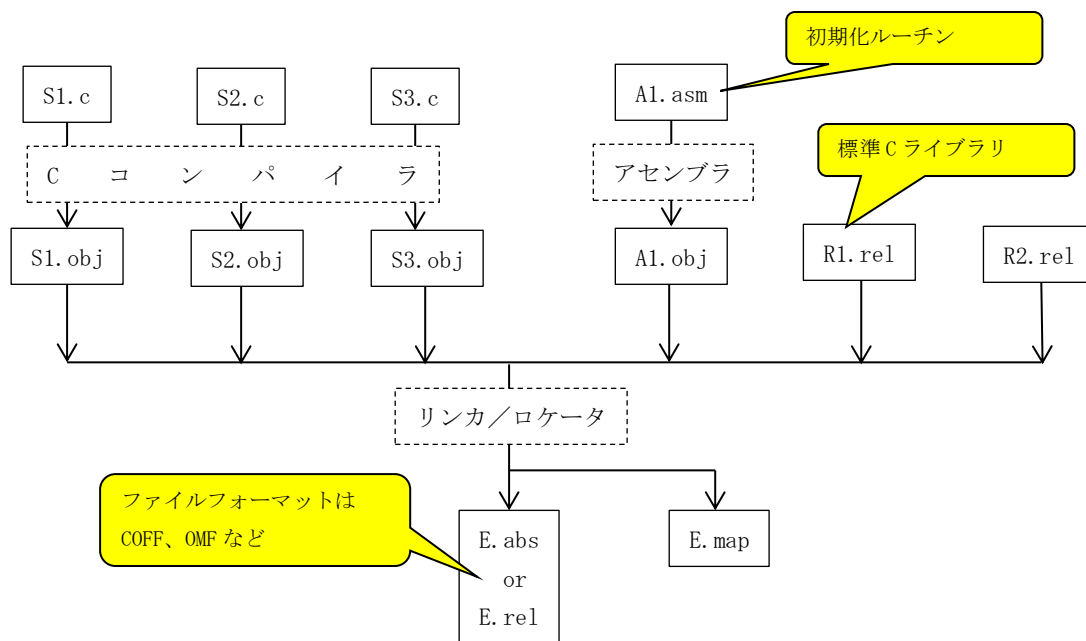 初期化ルーチン
S1.c
S2.c
S3.c
A1.asm
標準Cライブラリ
C コ ン パ イ ラ
アセンブラ
S1.obj
S2.obj
S3.obj
A1.obj
R1.rel
R2.rel
リンカ／ロケータ
ファイルフォーマットは
COFF、OMF など
E.abs
or
E.rel
E.map